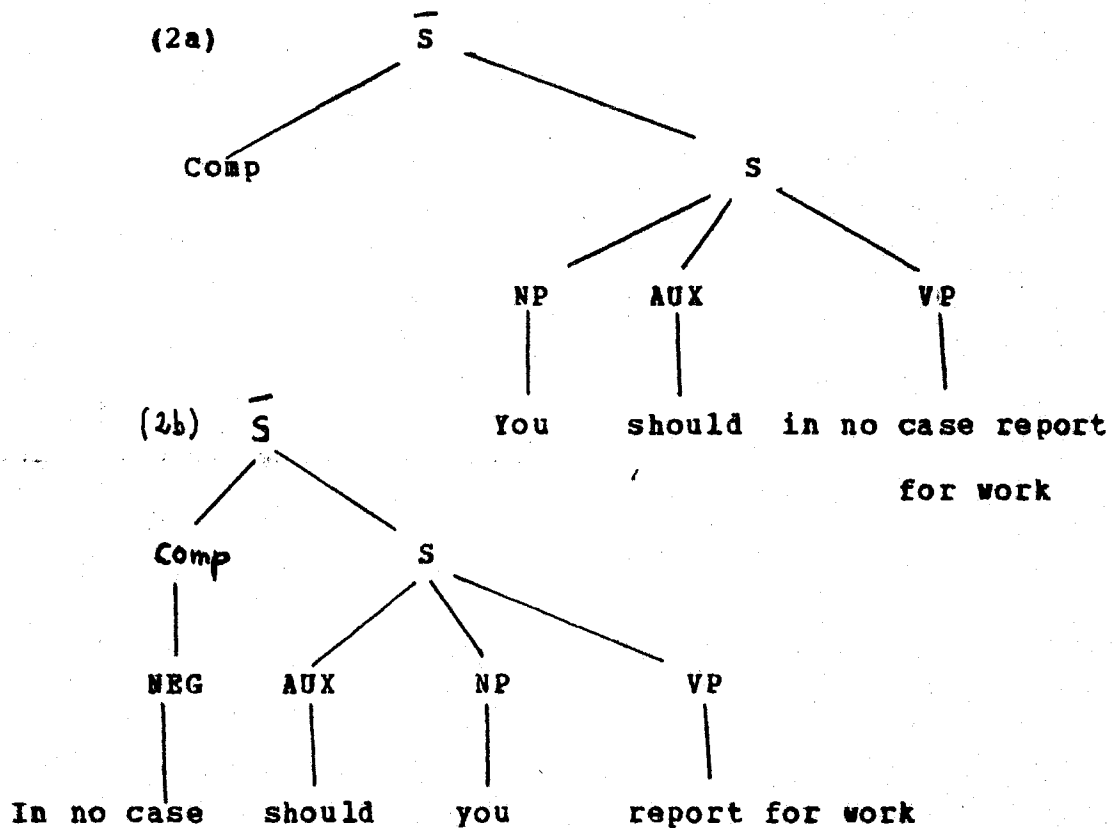 (2a) S̅
Comp S
NP AUX VP
You should in no case report
for work
(2b) S̅
Comp S
NEG AUX NP VP
In no case should you report for work